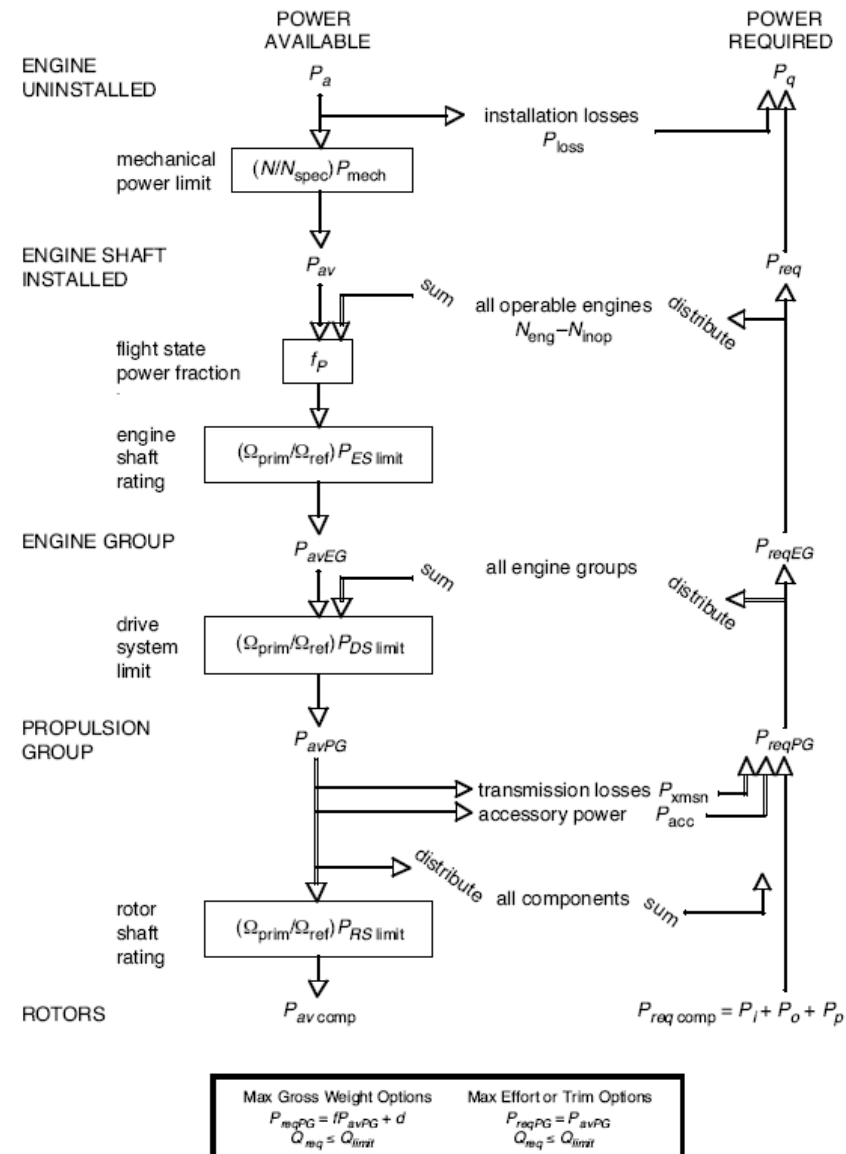 POWER AVAILABLE
POWER REQUIRED
ENGINE UNINSTALLED
P_a
P_q
installation losses
P_loss
mechanical power limit
(N/N_spec) P_mech
ENGINE SHAFT INSTALLED
P_av
P_req
sum
all operable engines
distribute
N_eng–N_inop
flight state power fraction
f_P
engine shaft rating
(Ω_prim/Ω_ref) P_ES limit
ENGINE GROUP
P_avEG
P_reqEG
sum
all engine groups
distribute
drive system limit
(Ω_prim/Ω_ref) P_DS limit
PROPULSION GROUP
P_avPG
P_reqPG
transmission losses P_xmsn
accessory power P_acc
distribute
all components
sum
rotor shaft rating
(Ω_prim/Ω_ref) P_RS limit
ROTORS
P_av comp
P_req comp = P_i + P_o + P_p
Max Gross Weight Options
P_reqPG = fP_avPG + d
Q_req ≤ Q_limit
Max Effort or Trim Options
P_reqPG = P_avPG
Q_req ≤ Q_limit